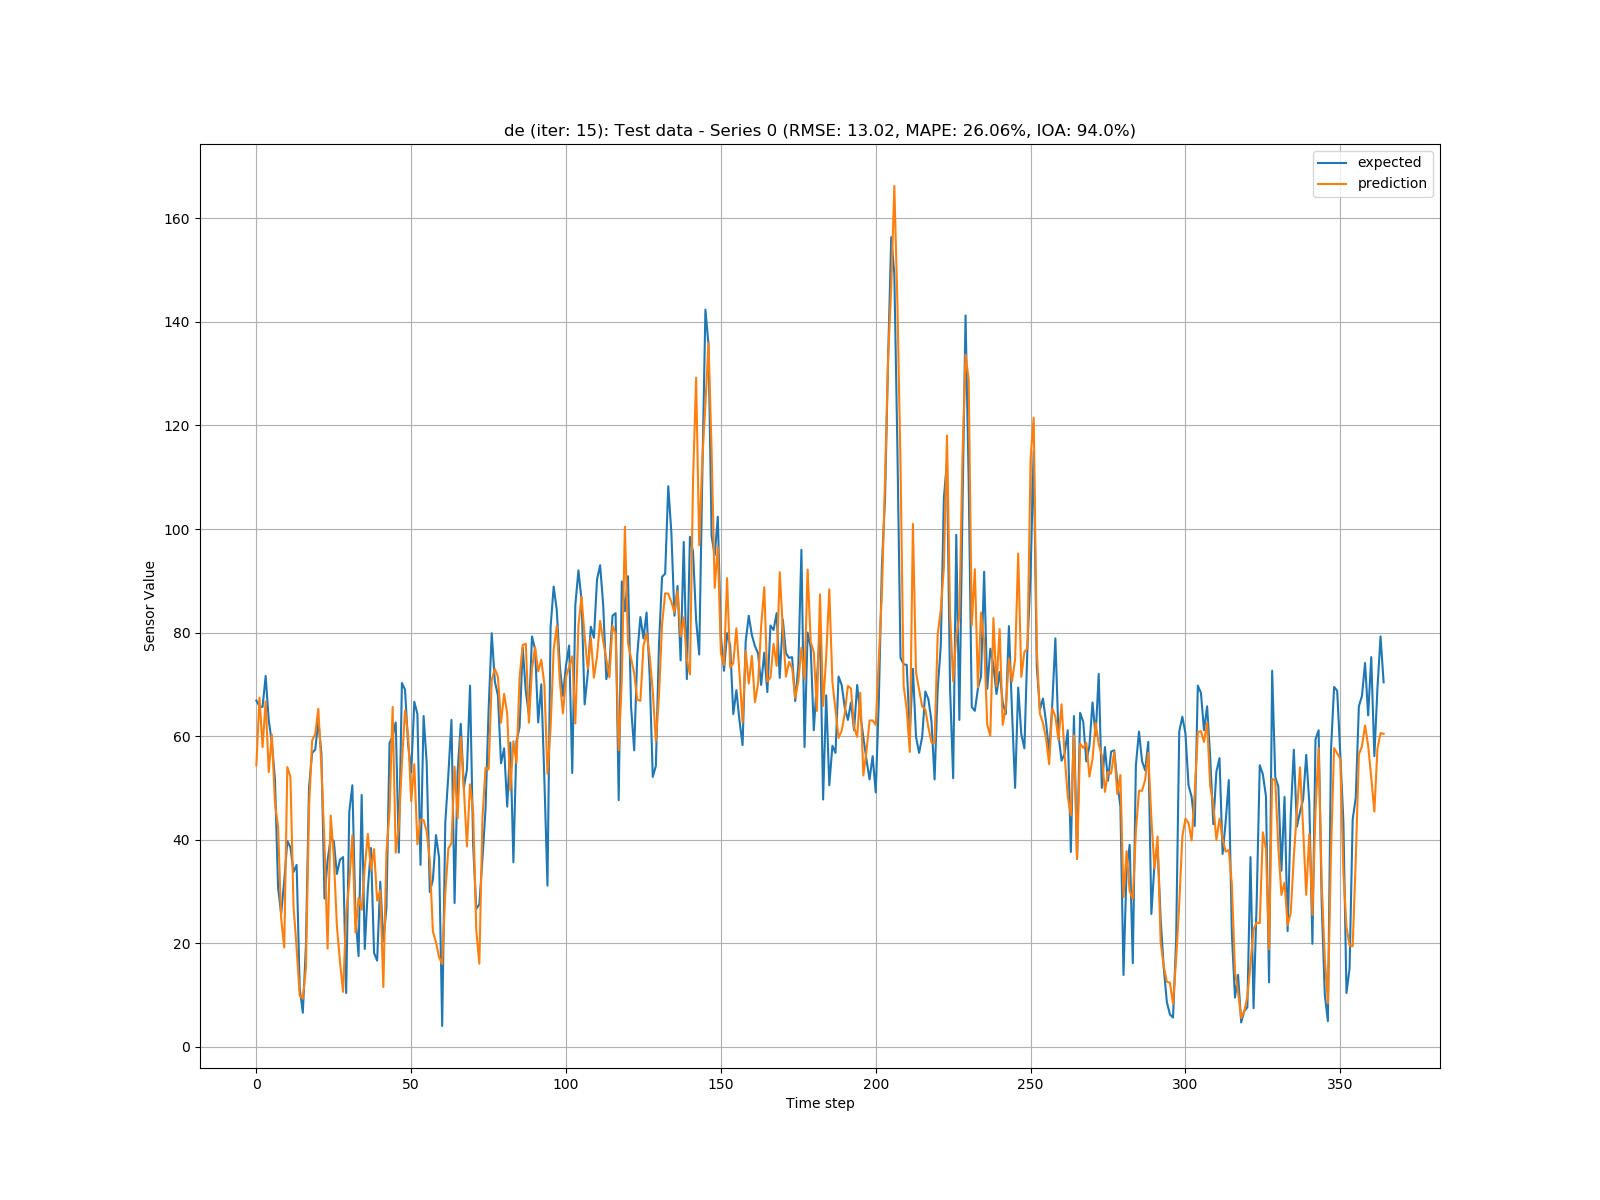 de (iter: 15): Test data - Series 0 (RMSE: 13.02, MAPE: 26.06%, IOA: 94.0%)
expected
prediction
160
140
120
100
80
60
40
20
0
Sensor Value
0 50 100 150 200 250 300 350
Time step